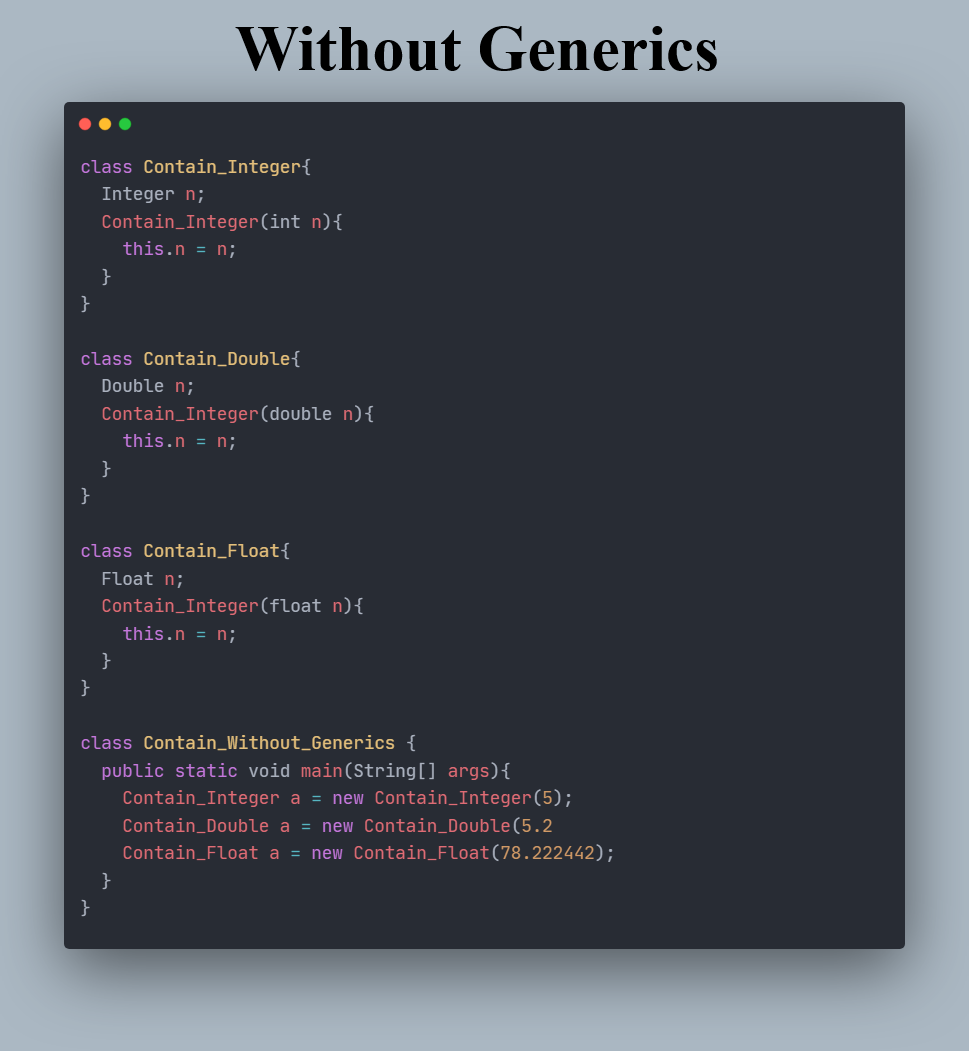 Without Generics
class Contain_Integer{
  Integer n;
  Contain_Integer(int n){
    this.n = n;
  }
}

class Contain_Double{
  Double n;
  Contain_Integer(double n){
    this.n = n;
  }
}

class Contain_Float{
  Float n;
  Contain_Integer(float n){
    this.n = n;
  }
}

class Contain_Without_Generics {
  public static void main(String[] args){
    Contain_Integer a = new Contain_Integer(5);
    Contain_Double a = new Contain_Double(5.2
    Contain_Float a = new Contain_Float(78.222442);
  }
}